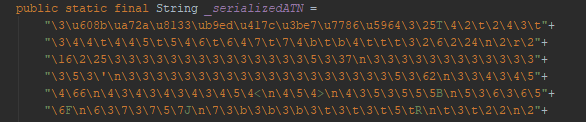 public static final String _serializedATN =
"\3\u608b\ua72a\u8133\ub9ed\u417c\u3be7\u7786\u5964\3\25T\4\2\t\2\4\3\t"+
"\3\4\4\t\4\4\5\t\5\4\6\t\6\4\7\t\7\4\b\t\b\4\t\t\t\3\2\6\2\24\n\2\r\2"+
"\16\2\25\3\3\3\3\3\3\3\3\3\3\3\3\3\3\3\3\5\3\37\n\3\3\3\3\3\3\3\3\3\3"+
"\3\5\3\'\n\3\3\3\3\3\3\3\3\3\3\3\3\3\3\3\3\3\5\3\62\n\3\3\4\3\4\5"+
"\4\66\n\4\3\4\3\4\3\4\3\4\5\4<\n\4\5\4>\n\4\3\5\3\5\5\5B\n\5\3\6\3\6\5"+
"\6F\n\6\3\7\3\7\5\7J\n\7\3\b\3\b\3\b\3\t\3\t\3\t\5\tR\n\t\3\t\2\2\n\2"+